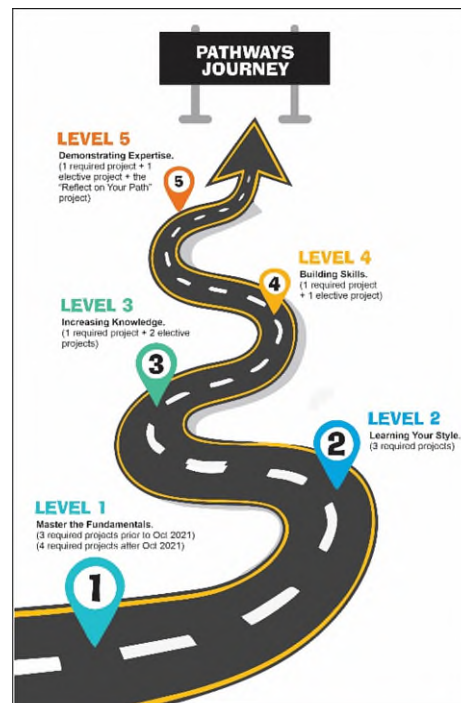 PATHWAYS
JOURNEY
LEVEL 5
Demonstrating Expertise.
(1 required project + 1
elective project + the
"Reflect on Your Path"
project)
5
LEVEL 4
Building Skills.
(1 required project
+ 1 elective project)
4
LEVEL 3
Increasing Knowledge.
(1 required project + 2 elective
projects)
3
LEVEL 2
Learning Your Style.
(3 required projects)
2
LEVEL 1
Master the Fundamentals.
(3 required projects prior to Oct 2021)
(4 required projects after Oct 2021)
1